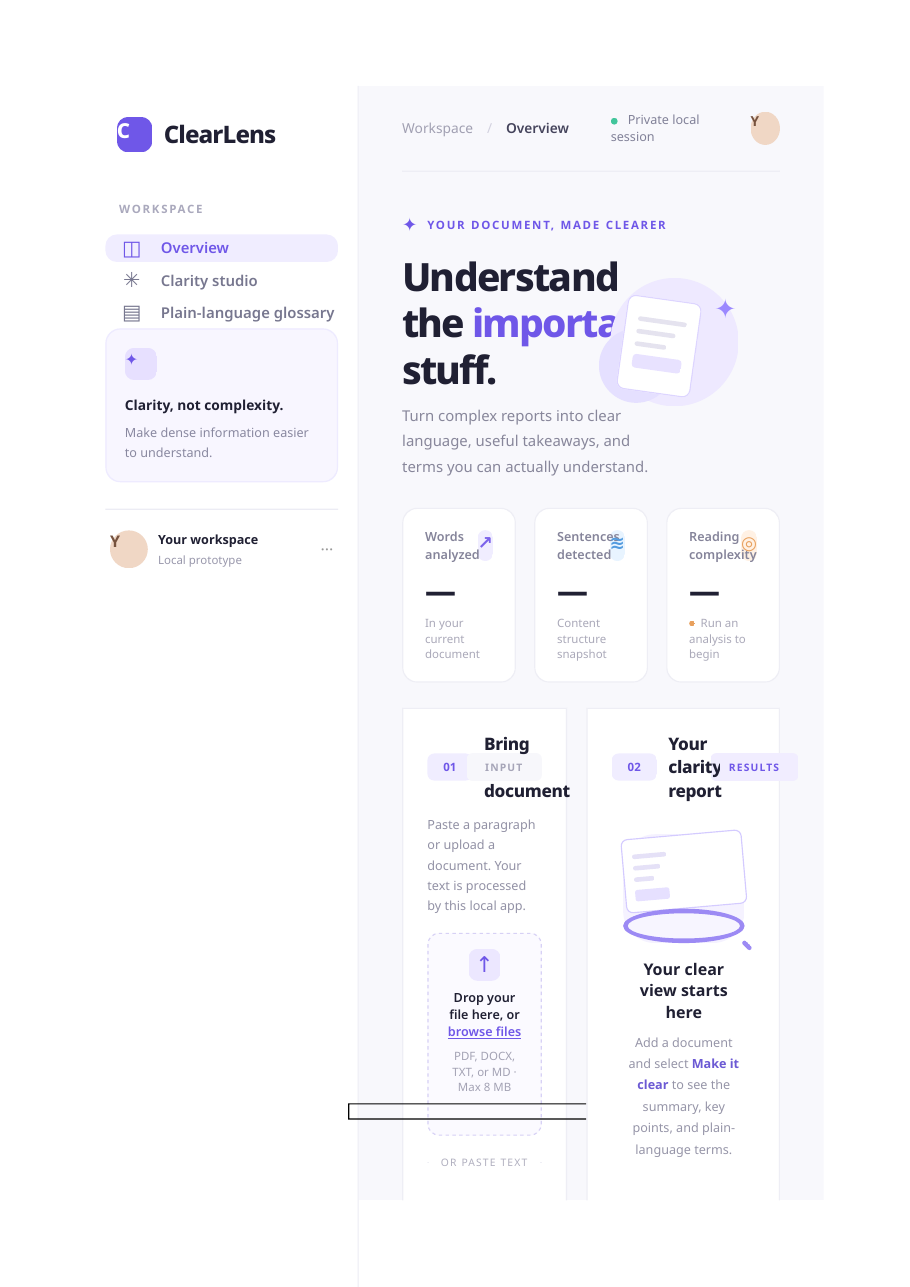 C
ClearLens
WORKSPACE
Overview
Clarity studio
Plain-language glossary
Clarity, not complexity.
Make dense information easier
to understand.
Y
Your workspace
Local prototype
...
Workspace / Overview
Private local
session
Y
YOUR DOCUMENT, MADE CLEARER
Understand
the importa
stuff.
Turn complex reports into clear
language, useful takeaways, and
terms you can actually understand.
Words
analyzed
—
In your
current
document
Sentences
detected
—
Content
structure
snapshot
Reading
complexity
—
Run an
analysis to
begin
01
Bring
document
INPUT
Paste a paragraph
or upload a
document. Your
text is processed
by this local app.
Drop your
file here, or
browse files
PDF, DOCX,
TXT, or MD ·
Max 8 MB
OR PASTE TEXT
02
Your
clarity
report
RESULTS
Your clear
view starts
here
Add a document
and select Make it
clear to see the
summary, key
points, and plain-
language terms.